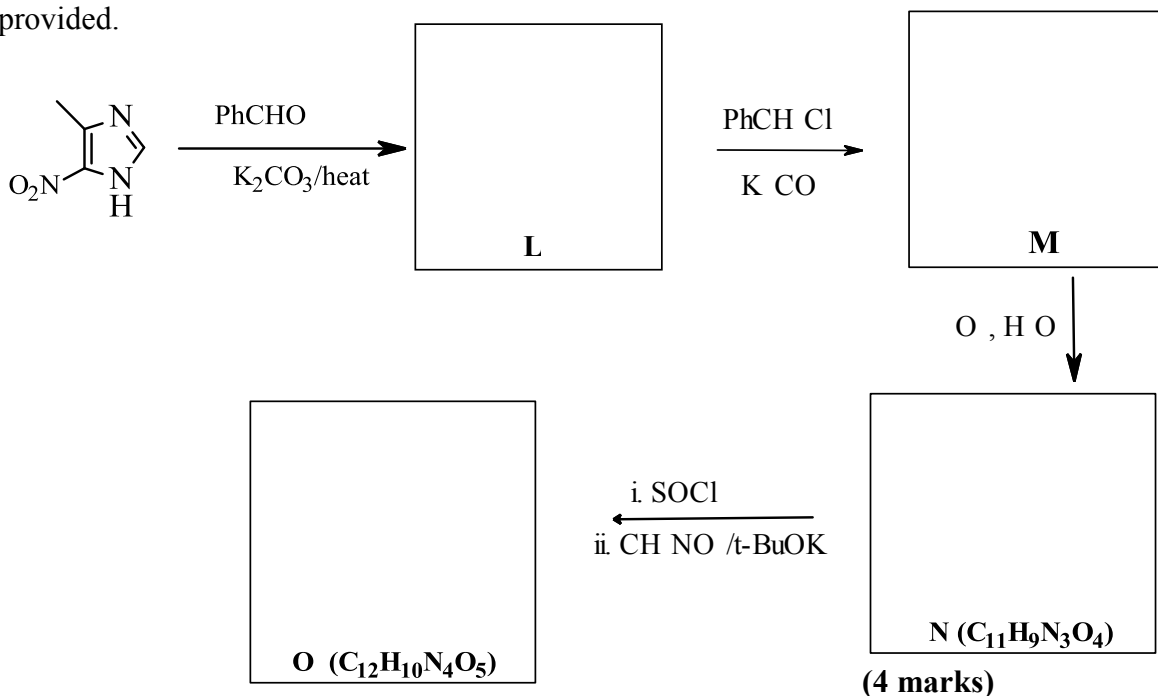 provided.
N
N
H
O₂N
PhCHO
K₂CO₃/heat
L
PhCH Cl
K CO
M
O , H O
N (C₁₁H₉N₃O₄)
(4 marks)
i. SOCl
ii. CH NO /t-BuOK
O (C₁₂H₁₀N₄O₅)